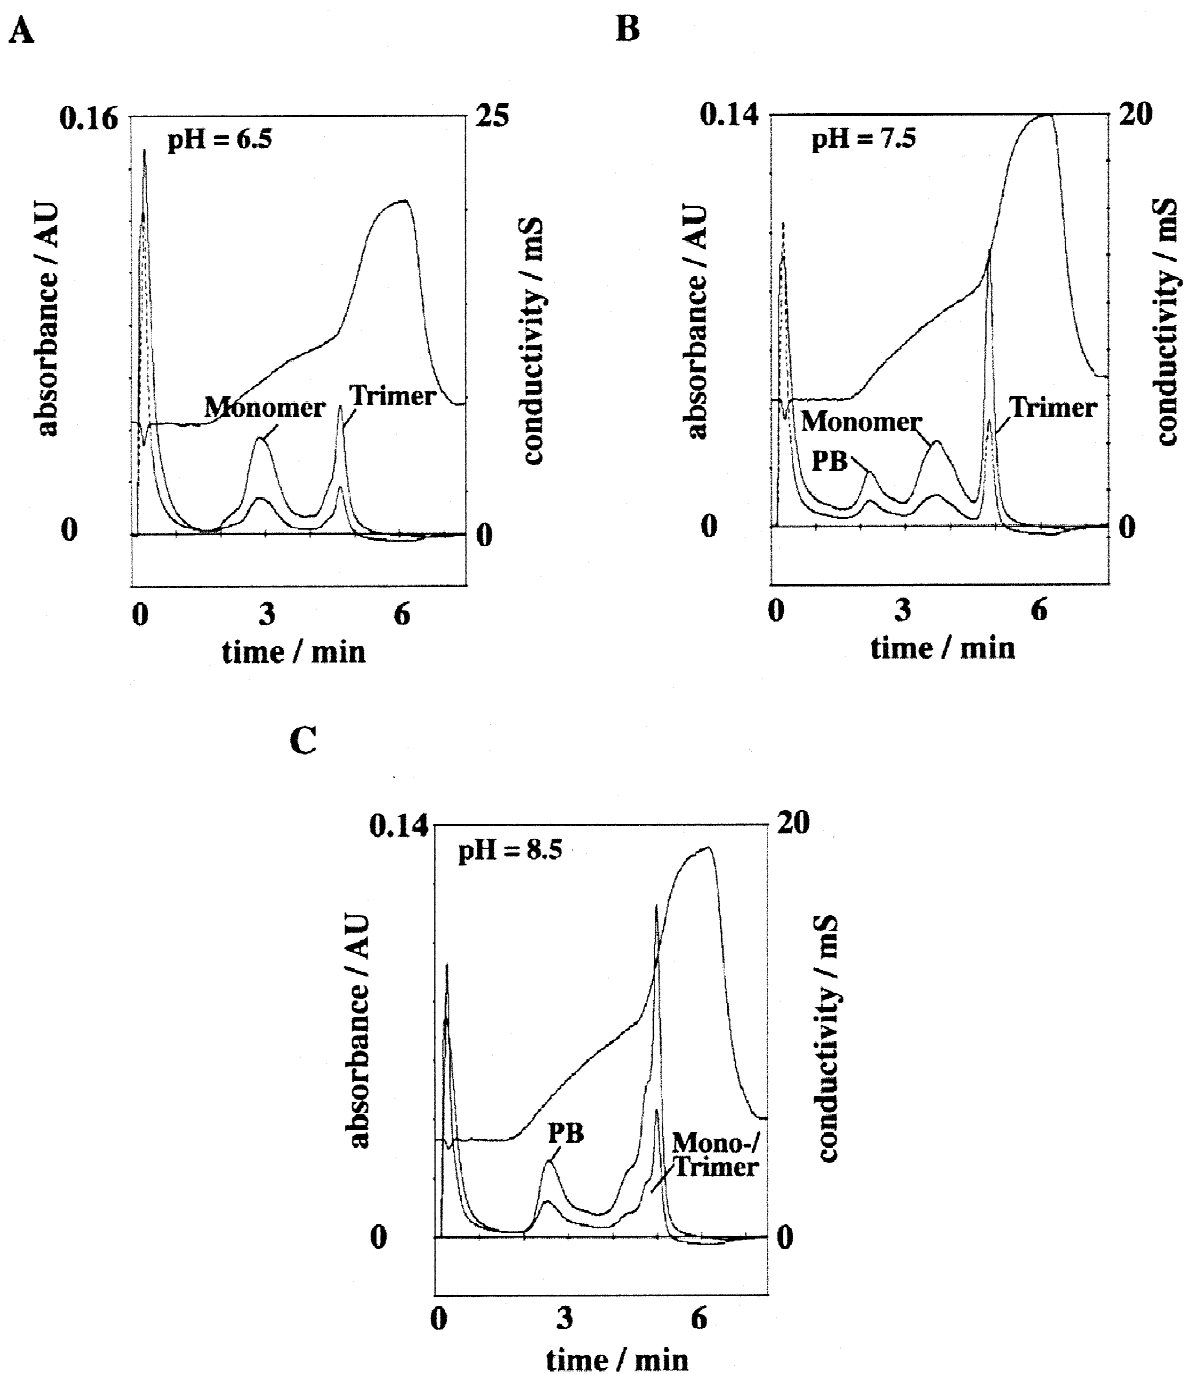 A
0.16
25
pH = 6.5
absorbance / AU
conductivity / mS
Monomer
Trimer
0
0
0 3 6
time / min
B
0.14
20
pH = 7.5
absorbance / AU
conductivity / mS
Monomer
Trimer
PB
0
0
0 3 6
time / min
C
0.14
20
pH = 8.5
absorbance / AU
conductivity / mS
PB
Mono-/
Trimer
0
0
0 3 6
time / min